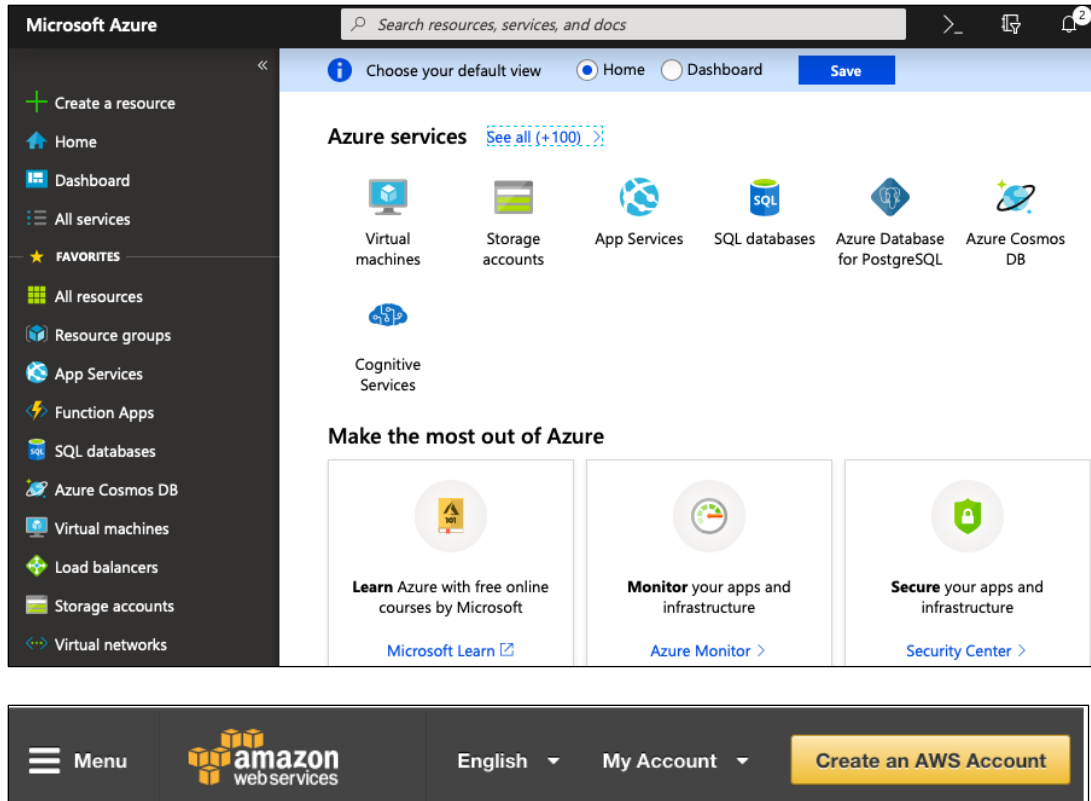 Microsoft Azure
Search resources, services, and docs
2
Choose your default view
Home
Dashboard
Save
Create a resource
Home
Dashboard
All services
FAVORITES
All resources
Resource groups
App Services
Function Apps
SQL databases
Azure Cosmos DB
Virtual machines
Load balancers
Storage accounts
Virtual networks
Azure services
See all (+100)
Virtual
machines
Storage
accounts
App Services
SQL
SQL databases
Azure Database
for PostgreSQL
Azure Cosmos
DB
Cognitive
Services
Make the most out of Azure
101
Learn Azure with free online
courses by Microsoft
Microsoft Learn
Monitor your apps and
infrastructure
Azure Monitor
Secure your apps and
infrastructure
Security Center
Menu
amazon
webservices
English
My Account
Create an AWS Account